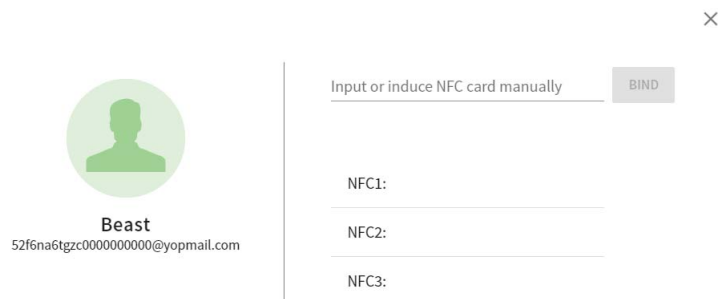 Input or induce NFC card manually
BIND
Beast
52f6na6tgzc0000000000@yopmail.com
NFC1:
NFC2:
NFC3: